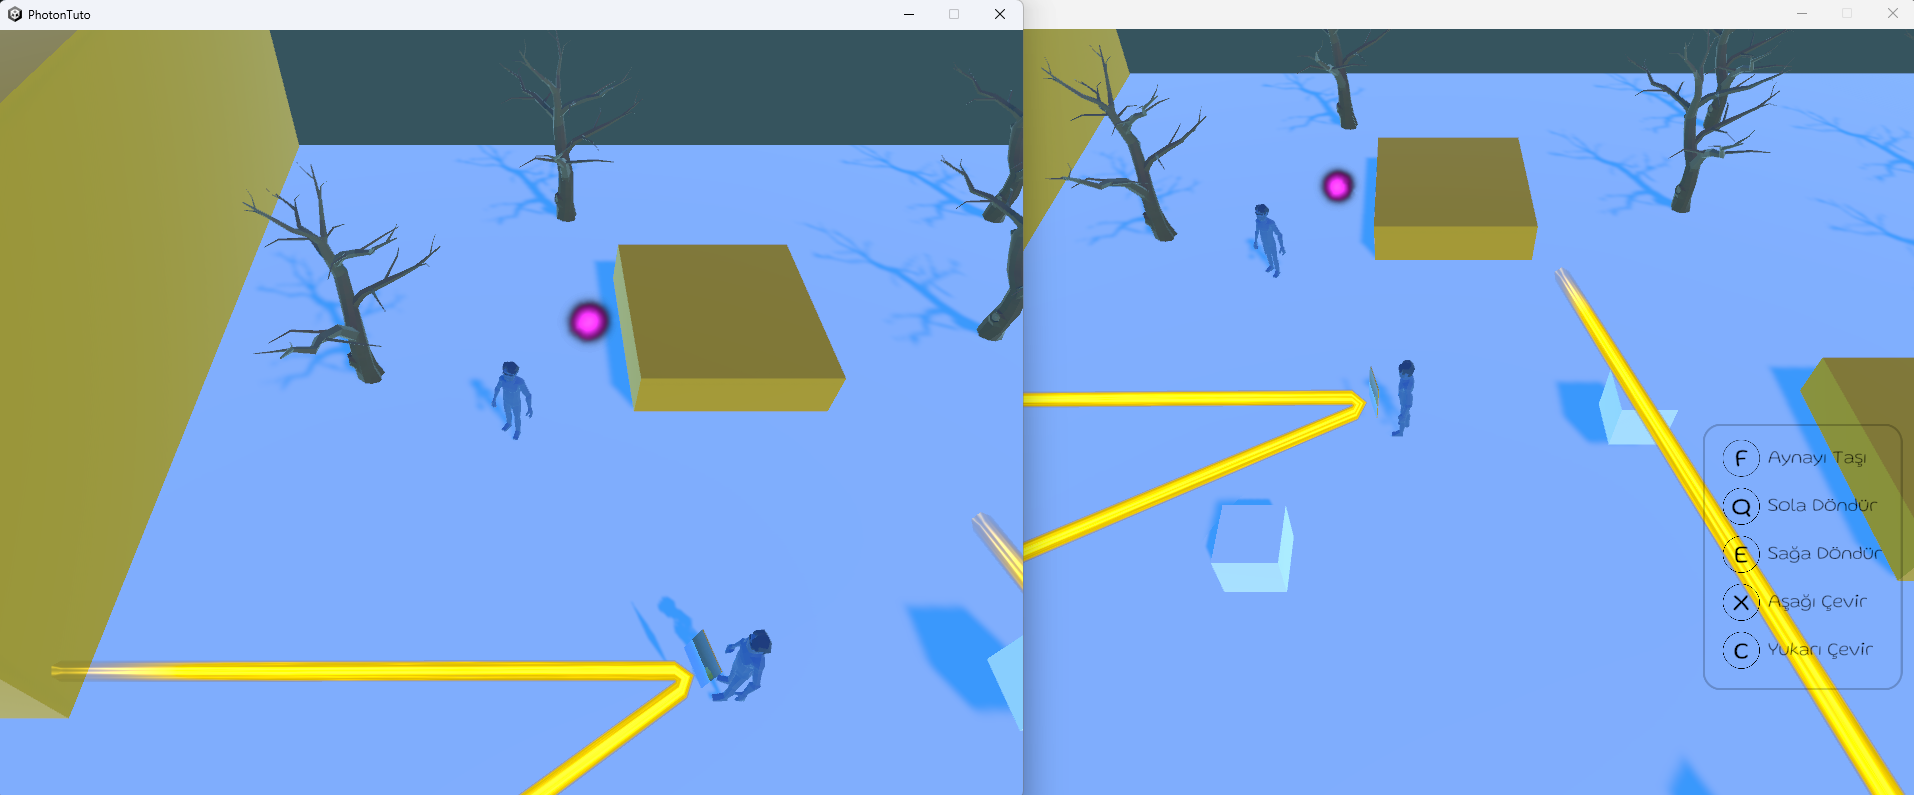 PhotonTuto
F Aynayı Taşı
Q Sola Döndür
E Sağa Döndür
X Aşağı Çevir
C Yukarı Çevir